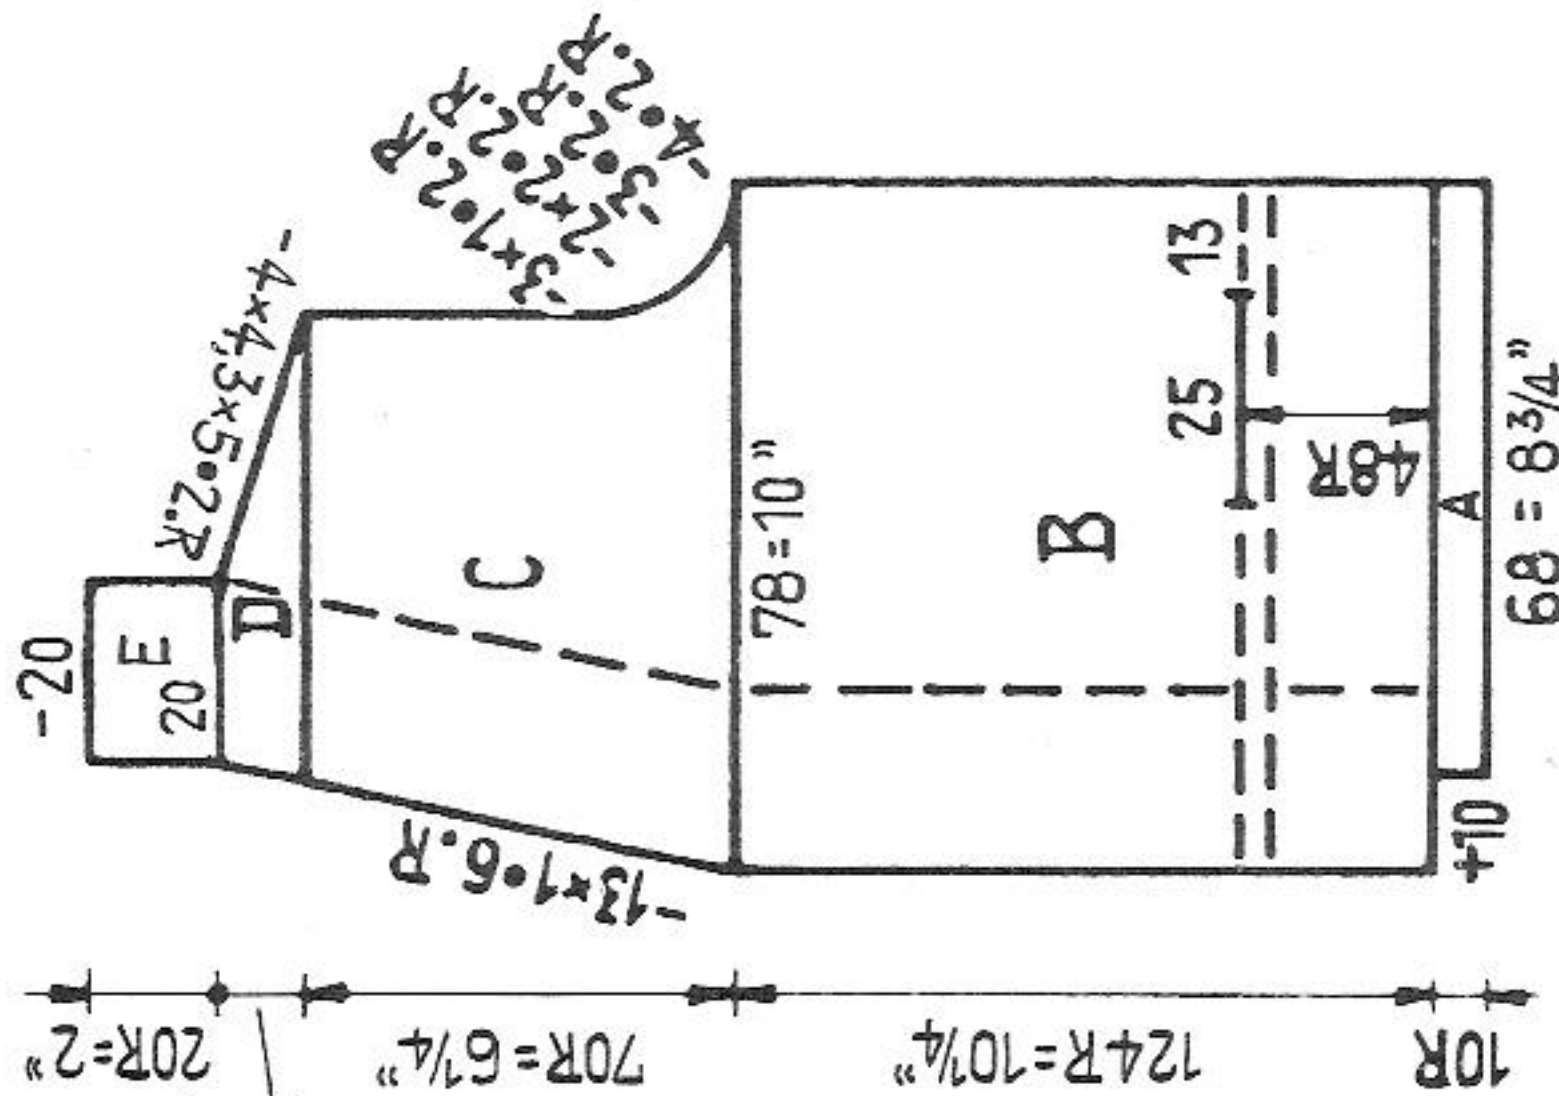 -20
E
20
D
-4×4,3×5•2.R
-3×1•2.R
-2×2•2.R
-3•2.R
-4•2.R
C
-13×1•6.R
78=10"
B
25
13
48R
A
+10
68 = 8¾"
20R=2"
70R=6¼"
124R=10¼"
10R